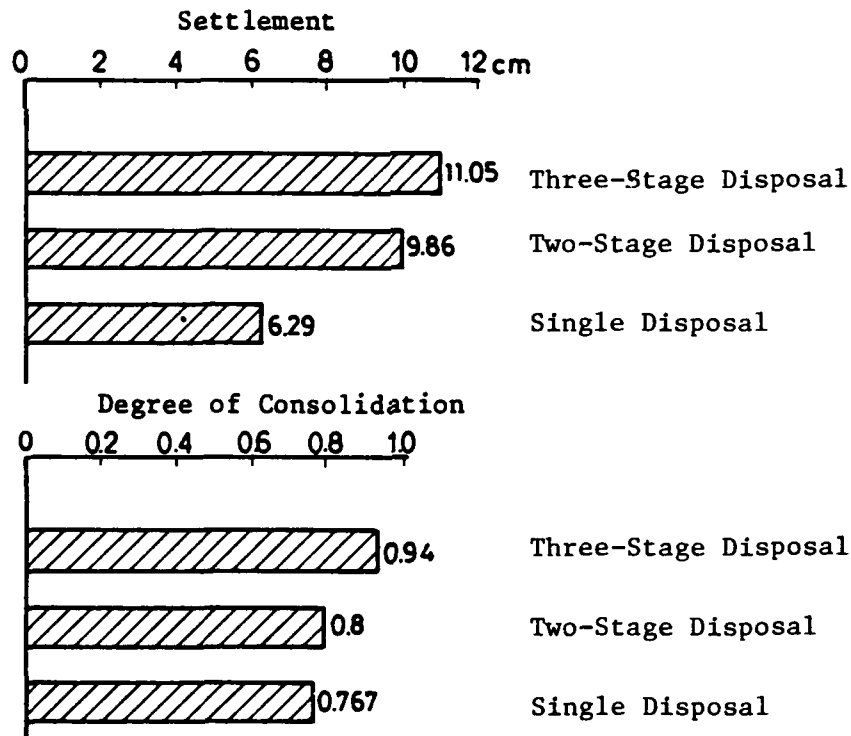 Settlement
0 2 4 6 8 10 12 cm
11.05 Three-Stage Disposal
9.86 Two-Stage Disposal
6.29 Single Disposal
Degree of Consolidation
0 0.2 0.4 0.6 0.8 1.0
0.94 Three-Stage Disposal
0.8 Two-Stage Disposal
0.767 Single Disposal